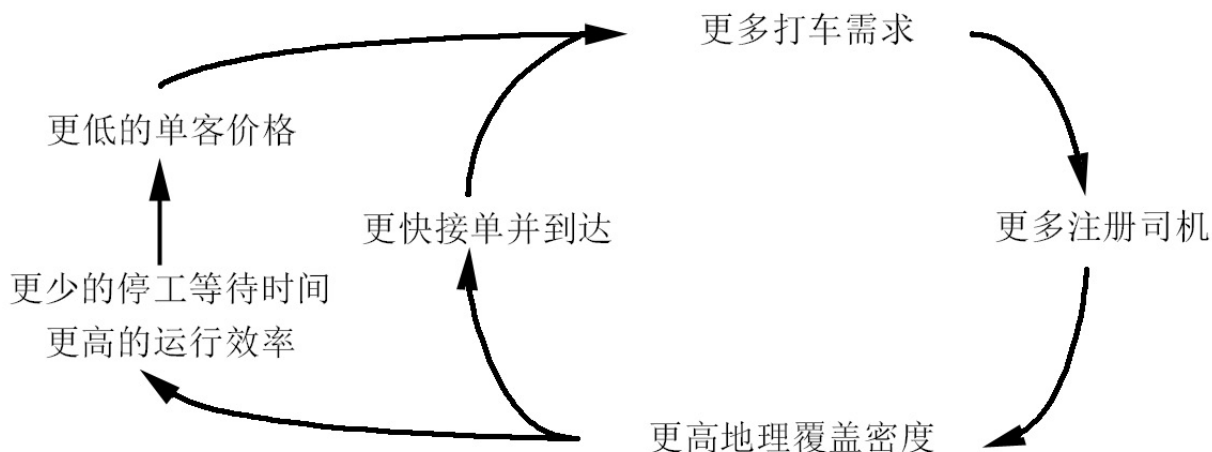 更多打车需求
更低的单客价格
更快接单并到达
更多注册司机
更少的停工等待时间
更高的运行效率
更高地理覆盖密度